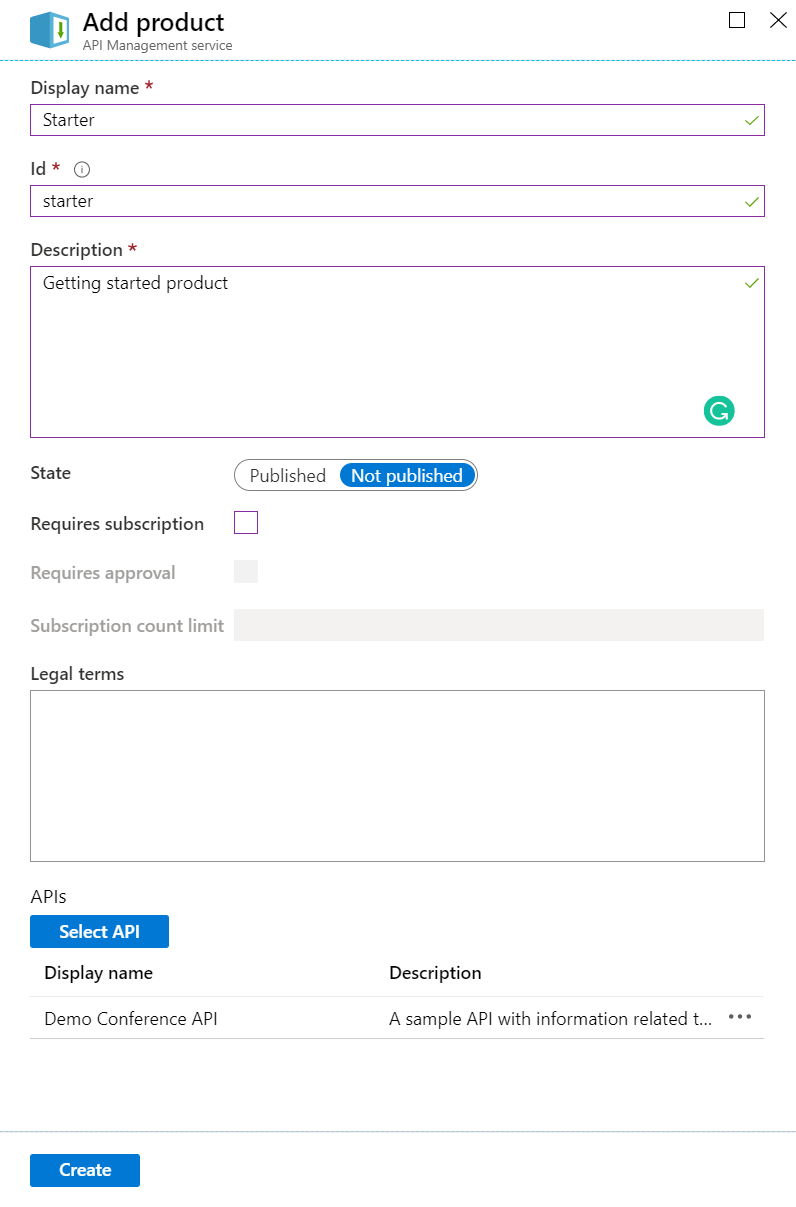 Add product
API Management service
Display name *
Starter
Id *
starter
Description *
Getting started product
State Published Not published
Requires subscription
Requires approval
Subscription count limit
Legal terms
APIs
Select API
Display name Description
Demo Conference API A sample API with information related t... •••
Create